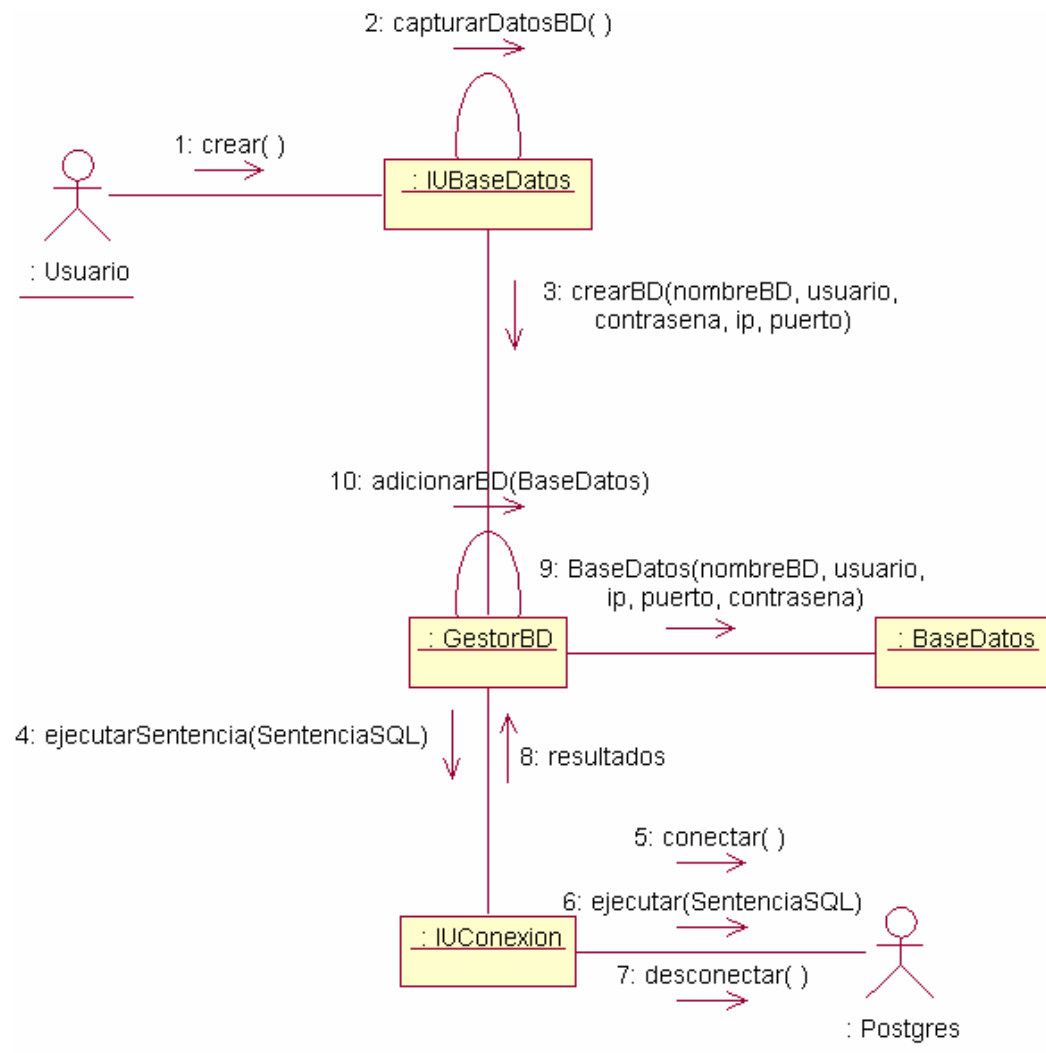 2: capturarDatosBD( )
1: crear( )
: IUBaseDatos
: Usuario
3: crearBD(nombreBD, usuario,
contrasena, ip, puerto)
10: adicionarBD(BaseDatos)
9: BaseDatos(nombreBD, usuario,
ip, puerto, contrasena)
: GestorBD
: BaseDatos
4: ejecutarSentencia(SentenciaSQL)
8: resultados
5: conectar( )
6: ejecutar(SentenciaSQL)
: IUConexion
7: desconectar( )
: Postgres